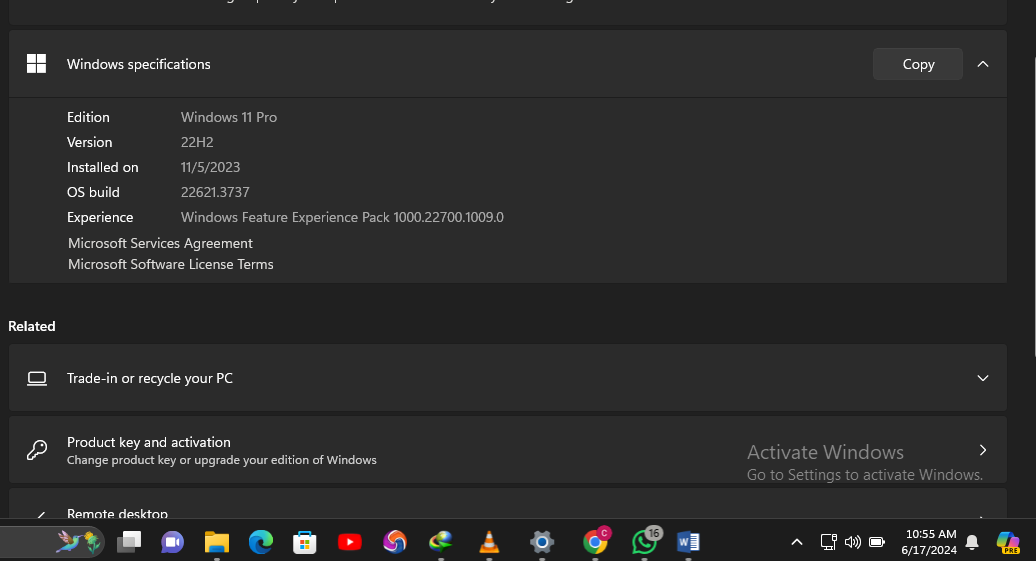 Windows specifications
Copy
Edition Windows 11 Pro
Version 22H2
Installed on 11/5/2023
OS build 22621.3737
Experience Windows Feature Experience Pack 1000.22700.1009.0
Microsoft Services Agreement
Microsoft Software License Terms
Related
Trade-in or recycle your PC
Product key and activation
Change product key or upgrade your edition of Windows
Activate Windows
Go to Settings to activate Windows.
Remote desktop
C
16
W
10:55 AM
6/17/2024
PRE